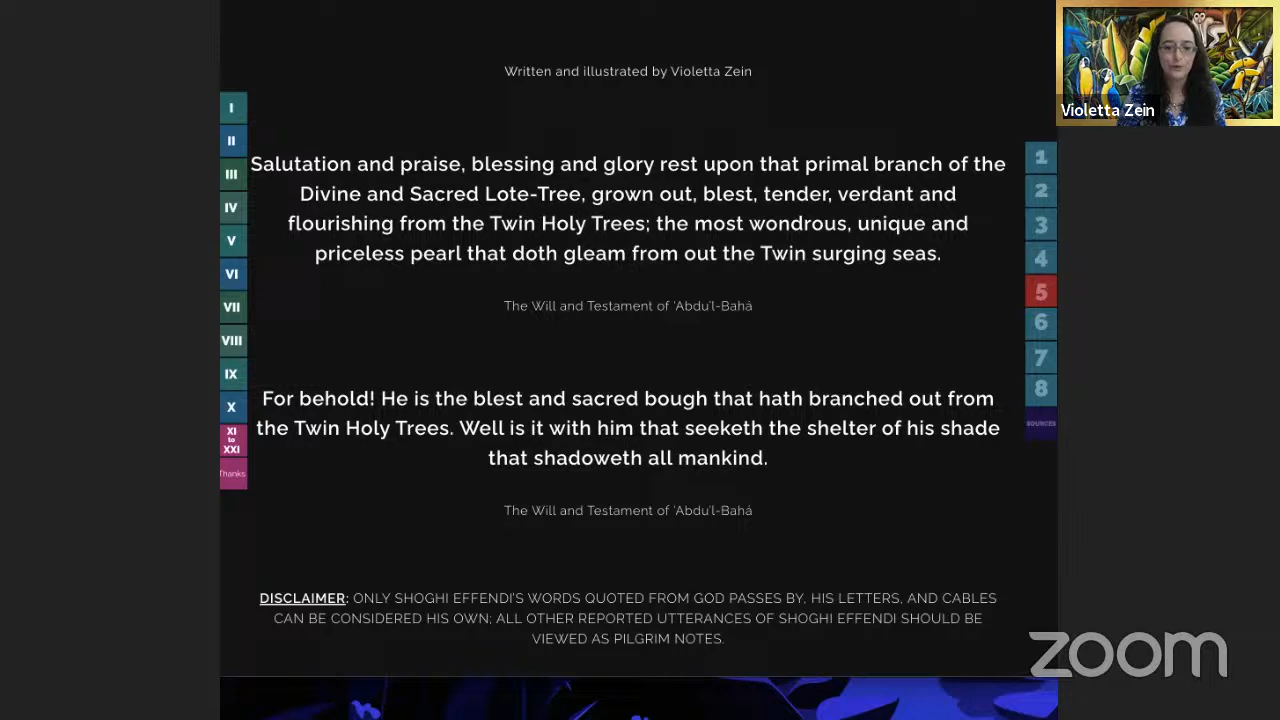 Written and illustrated by Violetta Zein
Violetta Zein
I
II
III
IV
V
VI
VII
VIII
IX
X
XI
to
XXI
Thanks
Salutation and praise, blessing and glory rest upon that primal branch of the
Divine and Sacred Lote-Tree, grown out, blest, tender, verdant and
flourishing from the Twin Holy Trees; the most wondrous, unique and
priceless pearl that doth gleam from out the Twin surging seas.
The Will and Testament of 'Abdu'l-Bahá
For behold! He is the blest and sacred bough that hath branched out from
the Twin Holy Trees. Well is it with him that seeketh the shelter of his shade
that shadoweth all mankind.
The Will and Testament of 'Abdu'l-Bahá
DISCLAIMER: ONLY SHOGHI EFFENDI'S WORDS QUOTED FROM GOD PASSES BY, HIS LETTERS, AND CABLES
CAN BE CONSIDERED HIS OWN; ALL OTHER REPORTED UTTERANCES OF SHOGHI EFFENDI SHOULD BE
VIEWED AS PILGRIM NOTES.
1
2
3
4
5
6
7
8
SOURCES
zoom